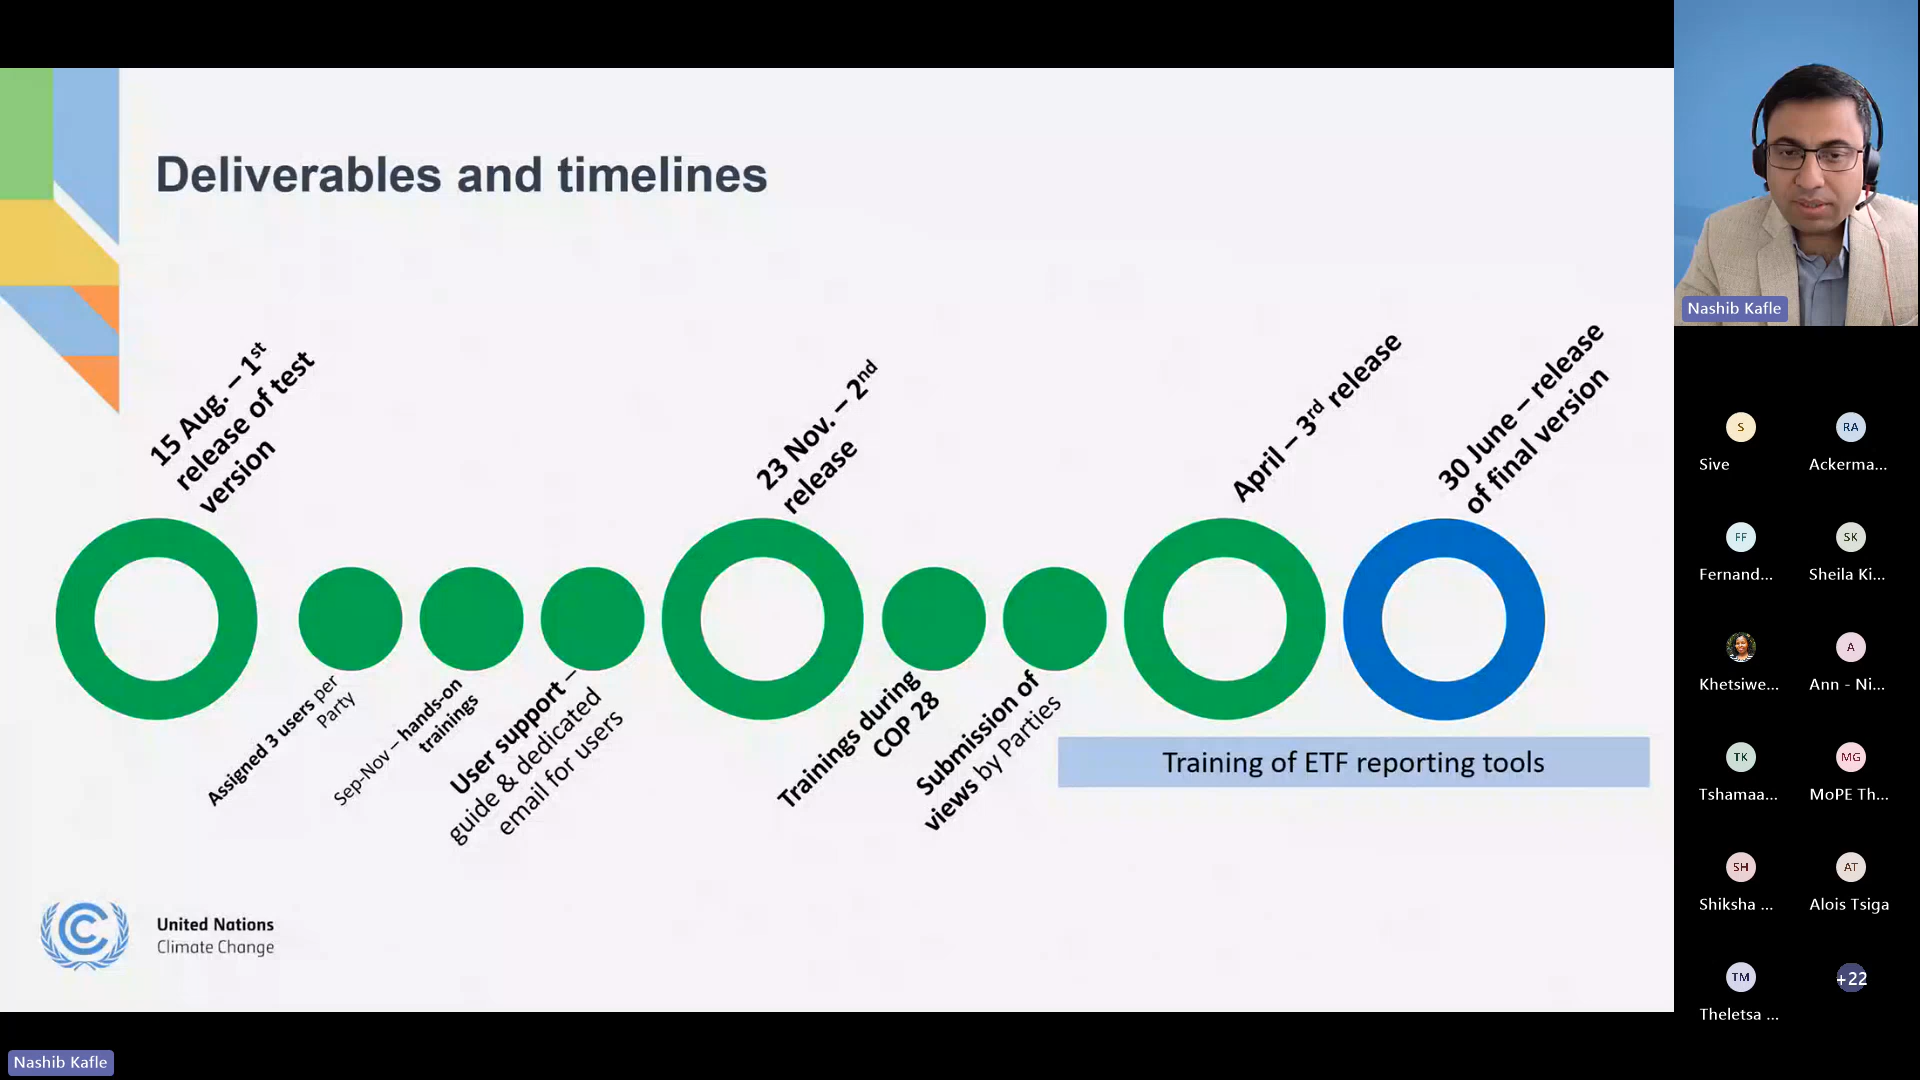 Deliverables and timelines
15 Aug. – 1st
release of test
version
Assigned 3 users per
Party
Sep-Nov – hands-on
trainings
User support –
guide & dedicated
email for users
23 Nov. – 2nd
release
Trainings during
COP 28
Submission of
views by Parties
April – 3rd release
30 June – release
of final version
Training of ETF reporting tools
United Nations
Climate Change
Nashib Kafle
Nashib Kafle
S
RA
Sive
Ackerma...
FF
SK
Fernand...
Sheila Ki...
A
Khetsiwe...
Ann - Ni...
TK
MG
Tshamaa...
MoPE Th...
SH
AT
Shiksha ...
Alois Tsiga
TM
+22
Theletsa ...